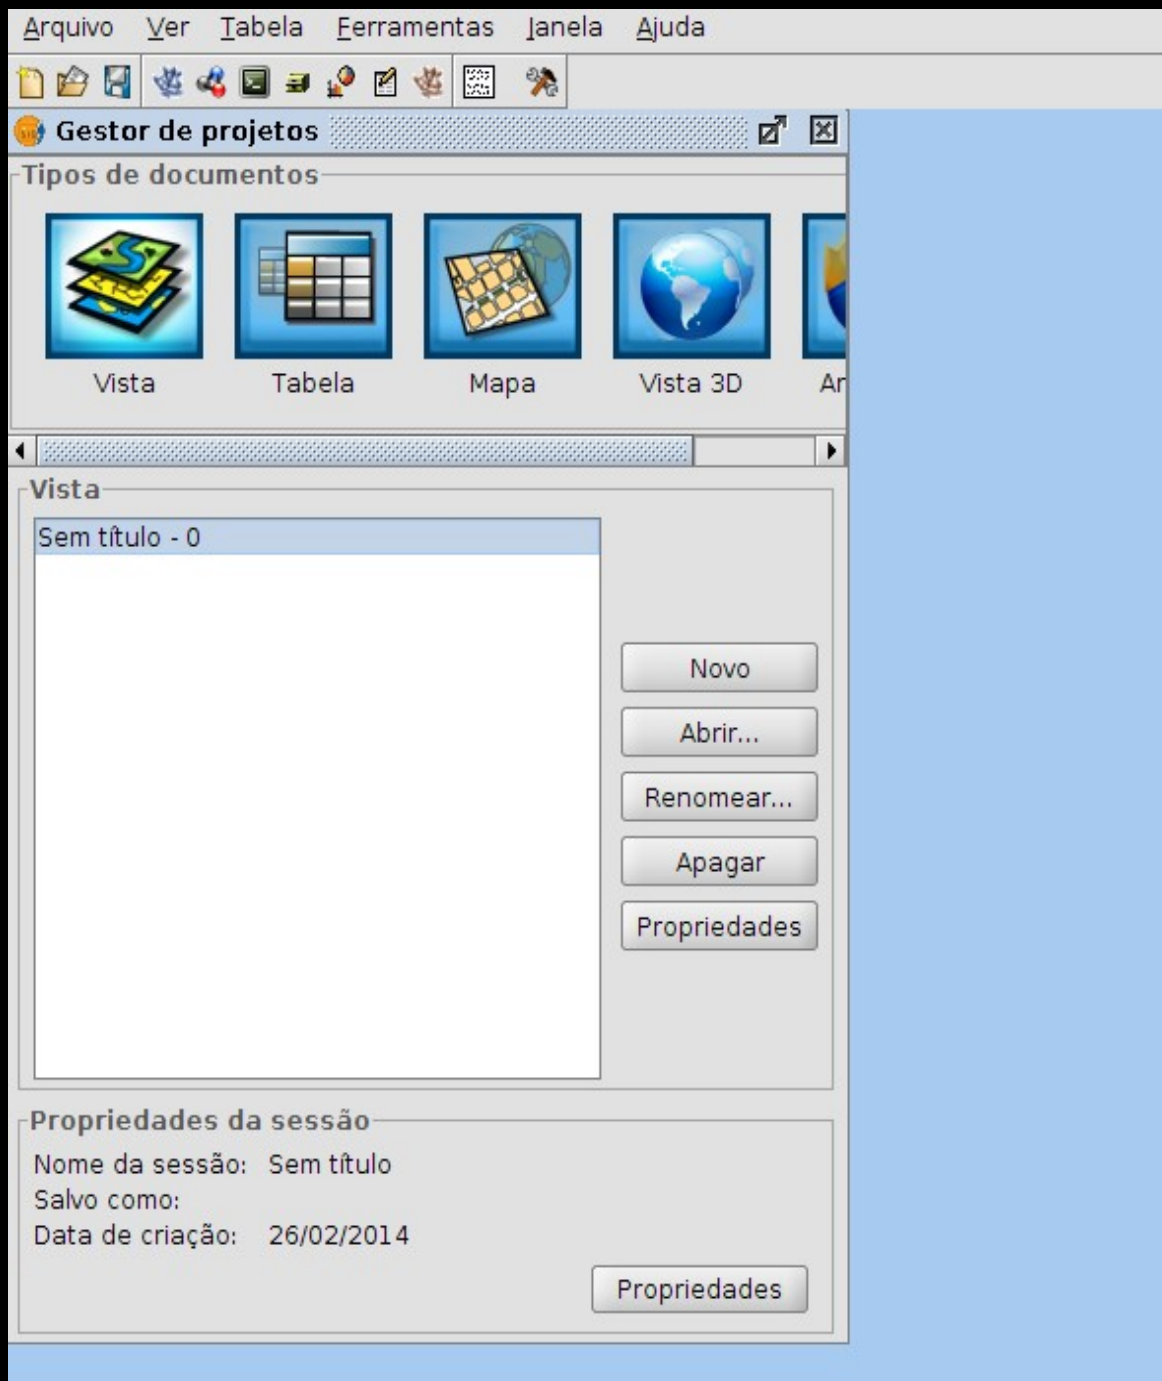 Arquivo Ver Tabela Ferramentas Janela Ajuda
Gestor de projetos
Tipos de documentos
Vista Tabela Mapa Vista 3D Ar
Vista
Sem título - 0
Novo
Abrir...
Renomear...
Apagar
Propriedades
Propriedades da sessão
Nome da sessão: Sem título
Salvo como:
Data de criação: 26/02/2014
Propriedades